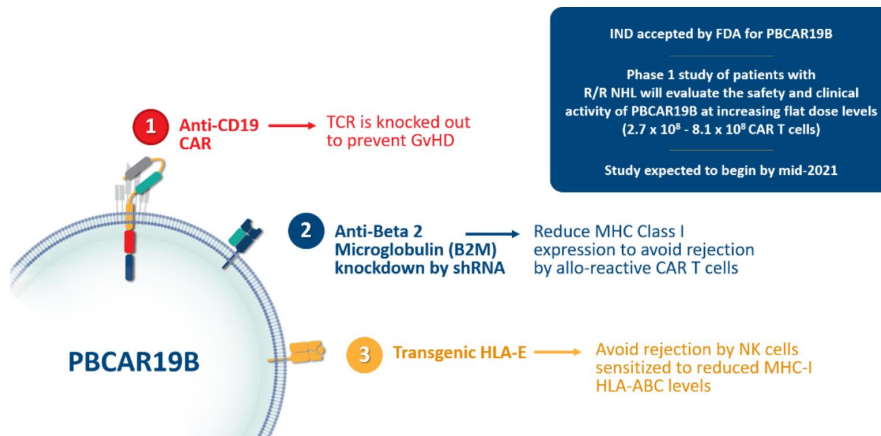 IND accepted by FDA for PBCAR19B
Phase 1 study of patients with
R/R NHL will evaluate the safety and clinical
activity of PBCAR19B at increasing flat dose levels
(2.7 x 10⁸ - 8.1 x 10⁸ CAR T cells)
Study expected to begin by mid-2021
1
Anti-CD19
CAR
TCR is knocked out
to prevent GvHD
2
Anti-Beta 2
Microglobulin (B2M)
knockdown by shRNA
Reduce MHC Class I
expression to avoid rejection
by allo-reactive CAR T cells
PBCAR19B
3
Transgenic HLA-E
Avoid rejection by NK cells
sensitized to reduced MHC-I
HLA-ABC levels